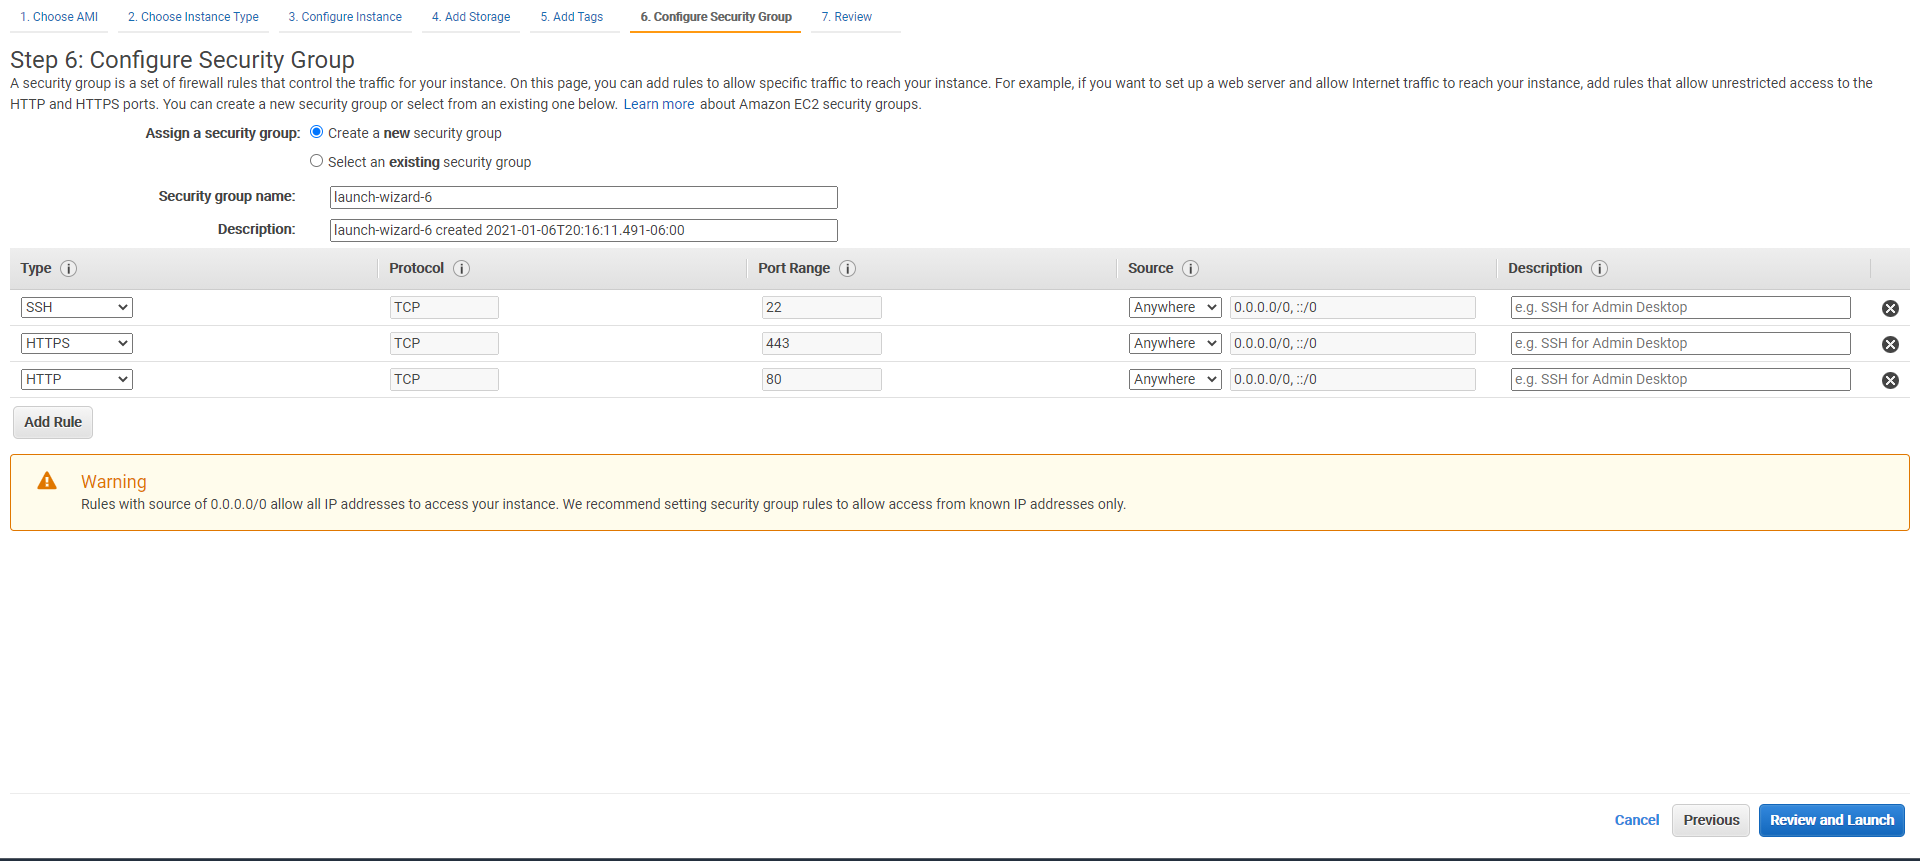 1. Choose AMI 2. Choose Instance Type 3. Configure Instance 4. Add Storage 5. Add Tags 6. Configure Security Group 7. Review
Step 6: Configure Security Group
A security group is a set of firewall rules that control the traffic for your instance. On this page, you can add rules to allow specific traffic to reach your instance. For example, if you want to set up a web server and allow Internet traffic to reach your instance, add rules that allow unrestricted access to the
HTTP and HTTPS ports. You can create a new security group or select from an existing one below. Learn more about Amazon EC2 security groups.
Assign a security group: Create a new security group
Select an existing security group
Security group name: launch-wizard-6
Description: launch-wizard-6 created 2021-01-06T20:16:11.491-06:00
Type Protocol Port Range Source Description
SSH TCP 22 Anywhere 0.0.0.0/0, ::/0 e.g. SSH for Admin Desktop
HTTPS TCP 443 Anywhere 0.0.0.0/0, ::/0 e.g. SSH for Admin Desktop
HTTP TCP 80 Anywhere 0.0.0.0/0, ::/0 e.g. SSH for Admin Desktop
Add Rule
Warning
Rules with source of 0.0.0.0/0 allow all IP addresses to access your instance. We recommend setting security group rules to allow access from known IP addresses only.
Cancel Previous Review and Launch